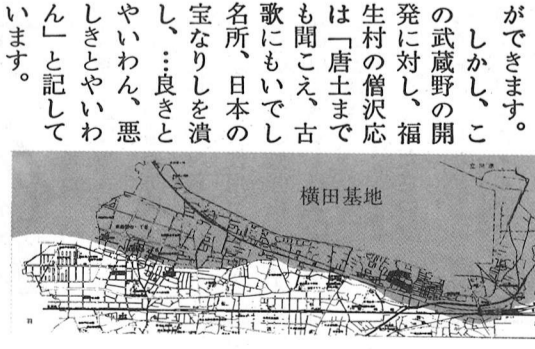 ができます。
しかし、こ
の武蔵野の開
発に対し、福
生村の僧沢応
は「唐土まで
も聞こえ、古
歌にもいでし
名所、日本の
宝なりしを潰
し、…良きと
やいわん、悪
しきとやいわ
ん」と記して
います。
横田基地